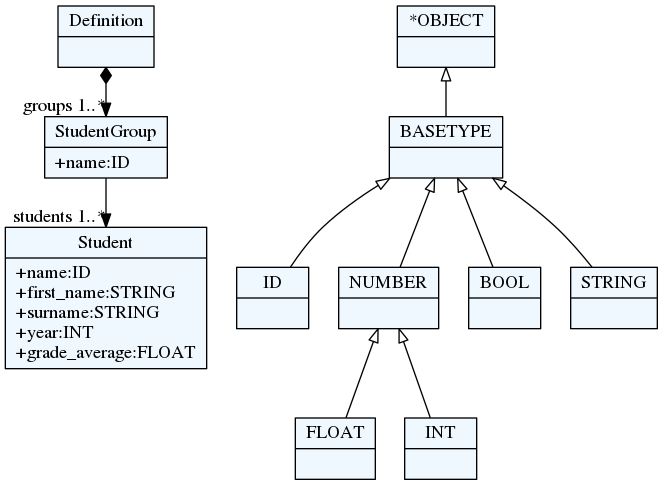 Definition
*OBJECT
groups 1..*
StudentGroup
+name:ID
BASETYPE
students 1..*
Student
+name:ID
+first_name:STRING
+surname:STRING
+year:INT
+grade_average:FLOAT
ID
NUMBER
BOOL
STRING
FLOAT
INT